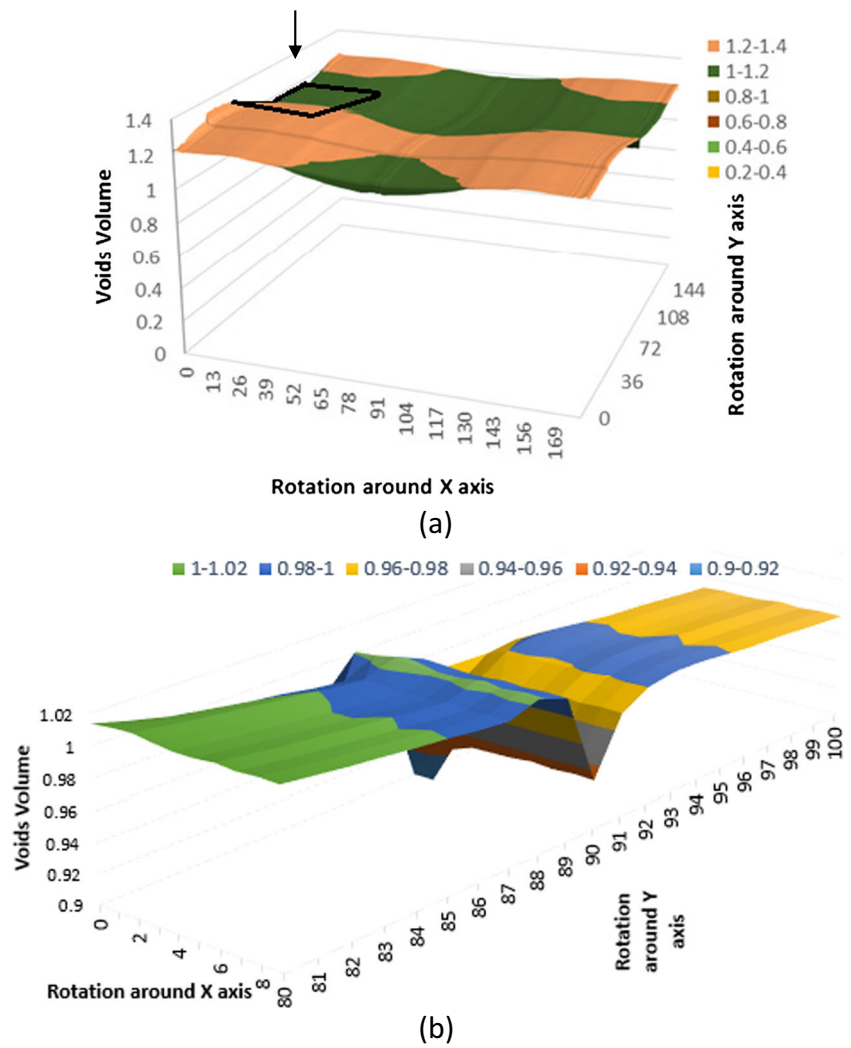 1.2-1.4
1-1.2
0.8-1
0.6-0.8
0.4-0.6
0.2-0.4
1.4
1.2
1
0.8
0.6
0.4
0.2
0
Voids Volume
0 13 26 39 52 65 78 91 104 117 130 143 156 169
Rotation around X axis
0 36 72 108 144
Rotation around Y axis
(a)
1-1.02 0.98-1 0.96-0.98 0.94-0.96 0.92-0.94 0.9-0.92
1.02
1
0.98
0.96
0.94
0.92
0.9
Voids Volume
0 2 4 6 8
Rotation around X axis
80 81 82 83 84 85 86 87 88 89 90 91 92 93 94 95 96 97 98 99 100
Rotation
around Y
axis
(b)